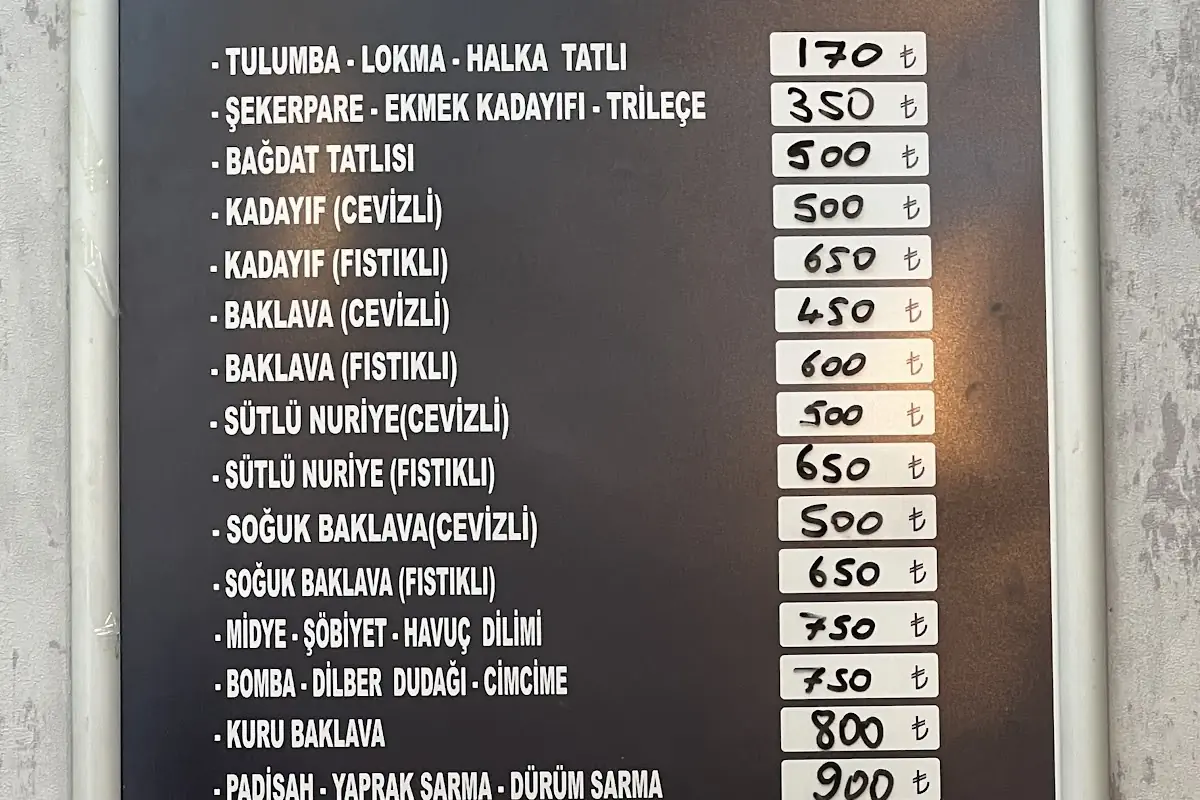 - TULUMBA - LOKMA - HALKA TATLI 170 ₺
- ŞEKERPARE - EKMEK KADAYIFI - TRİLEÇE 350 ₺
- BAĞDAT TATLISI 500 ₺
- KADAYIF (CEVİZLİ) 500 ₺
- KADAYIF (FISTIKLI) 650 ₺
- BAKLAVA (CEVİZLİ) 450 ₺
- BAKLAVA (FISTIKLI) 600 ₺
- SÜTLÜ NURİYE(CEVİZLİ) 500 ₺
- SÜTLÜ NURİYE (FISTIKLI) 650 ₺
- SOĞUK BAKLAVA(CEVİZLİ) 500 ₺
- SOĞUK BAKLAVA (FISTIKLI) 650 ₺
- MİDYE - ŞÖBİYET - HAVUÇ DİLİMİ 750 ₺
- BOMBA - DİLBER DUDAĞI - CİMCİME 750 ₺
- KURU BAKLAVA 800 ₺
- PADİŞAH - YAPRAK SARMA - DÜRÜM SARMA 900 ₺